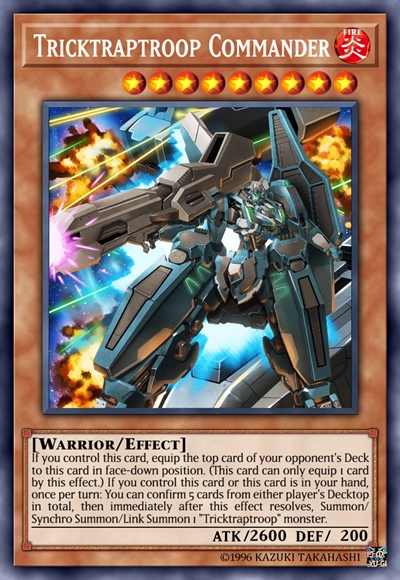 Tricktraptroop Commander
FIRE
炎
[Warrior/Effect]
If you control this card, equip the top card of your opponent's Deck
to this card in face-down position. (This card can only equip 1 card
by this effect.) If you control this card or this card is in your hand,
once per turn: You can confirm 5 cards from either player's Decktop
in total, then immediately after this effect resolves, Summon/
Synchro Summon/Link Summon 1 "Tricktraptroop" monster.
ATK/2600 DEF/ 200
©1996 KAZUKI TAKAHASHI